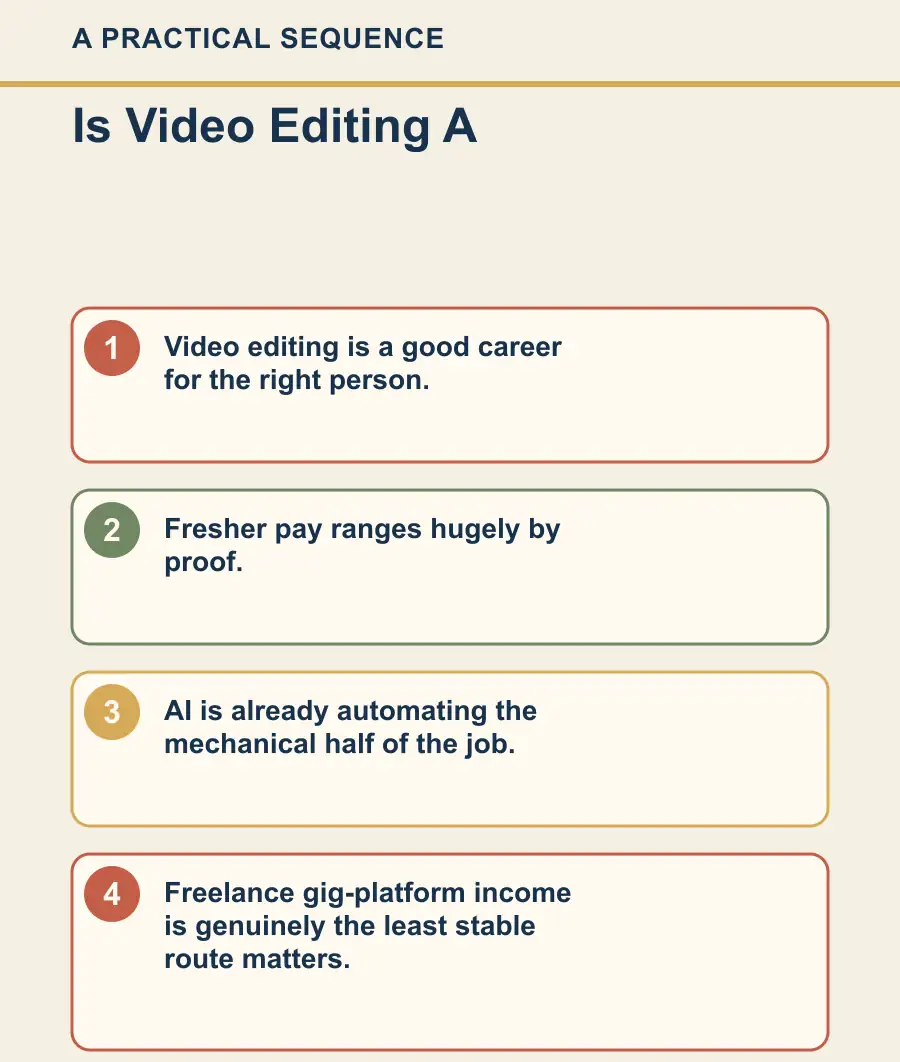 A PRACTICAL SEQUENCE
Is Video Editing A
1
Video editing is a good career
for the right person.
2
Fresher pay ranges hugely by
proof.
3
AI is already automating the
mechanical half of the job.
4
Freelance gig-platform income
is genuinely the least stable
route matters.